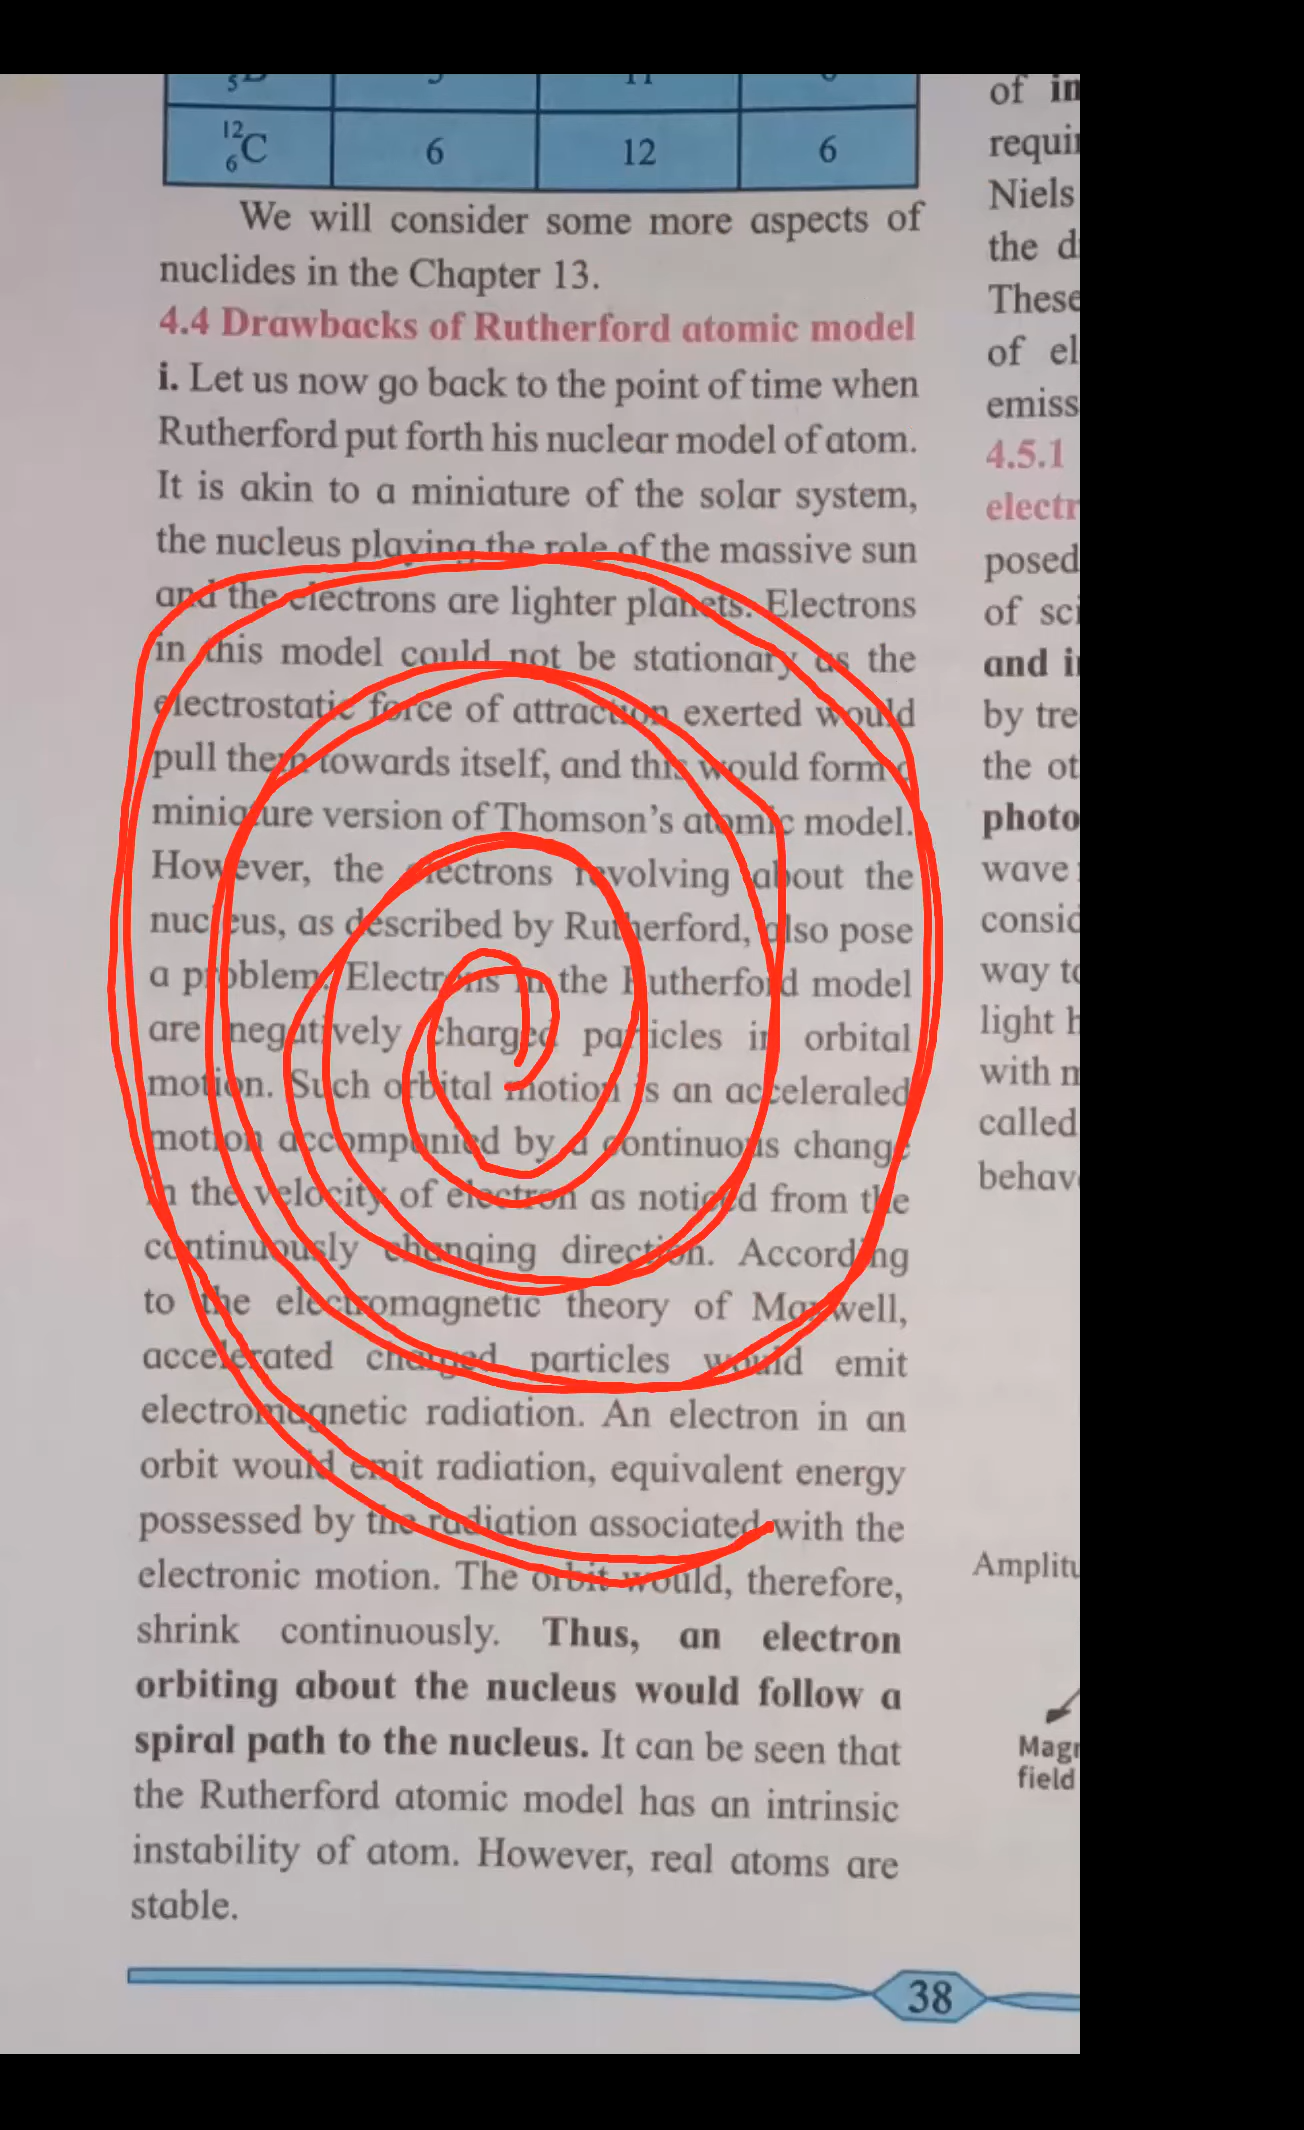 12
6 C 6 12 6
We will consider some more aspects of
nuclides in the Chapter 13.
4.4 Drawbacks of Rutherford atomic model
i. Let us now go back to the point of time when
Rutherford put forth his nuclear model of atom.
It is akin to a miniature of the solar system,
the nucleus playing the role of the massive sun
and the electrons are lighter planets. Electrons
in this model could not be stationary as the
electrostatic force of attraction exerted would
pull them towards itself, and this would form a
miniature version of Thomson's atomic model.
However, the electrons revolving about the
nucleus, as described by Rutherford, also pose
a problem. Electrons in the Rutherford model
are negatively charged particles in orbital
motion. Such orbital motion is an acceleraled
motion accompanied by a continuous change
in the velocity of electron as noticed from the
continuously changing direction. According
to the electromagnetic theory of Maxwell,
accelerated charged particles would emit
electromagnetic radiation. An electron in an
orbit would emit radiation, equivalent energy
possessed by the radiation associated with the
electronic motion. The orbit would, therefore,
shrink continuously. Thus, an electron
orbiting about the nucleus would follow a
spiral path to the nucleus. It can be seen that
the Rutherford atomic model has an intrinsic
instability of atom. However, real atoms are
stable.
38
of
Niels
the
These
of
4.5.1
posed
of
and
by
the
wave
way
light
with
called
field